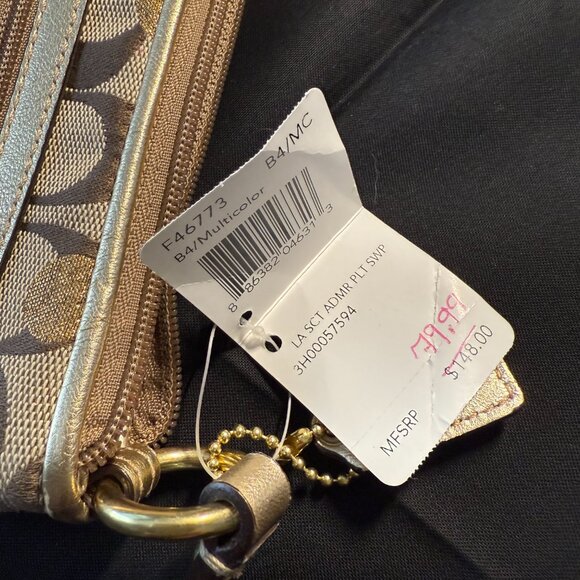 F46773 B4/MC
B4/Multicolor
8 86382 04631 3
LA SCT ADMR PLT SWP
3H00057594
79.99
MFSRP $148.00